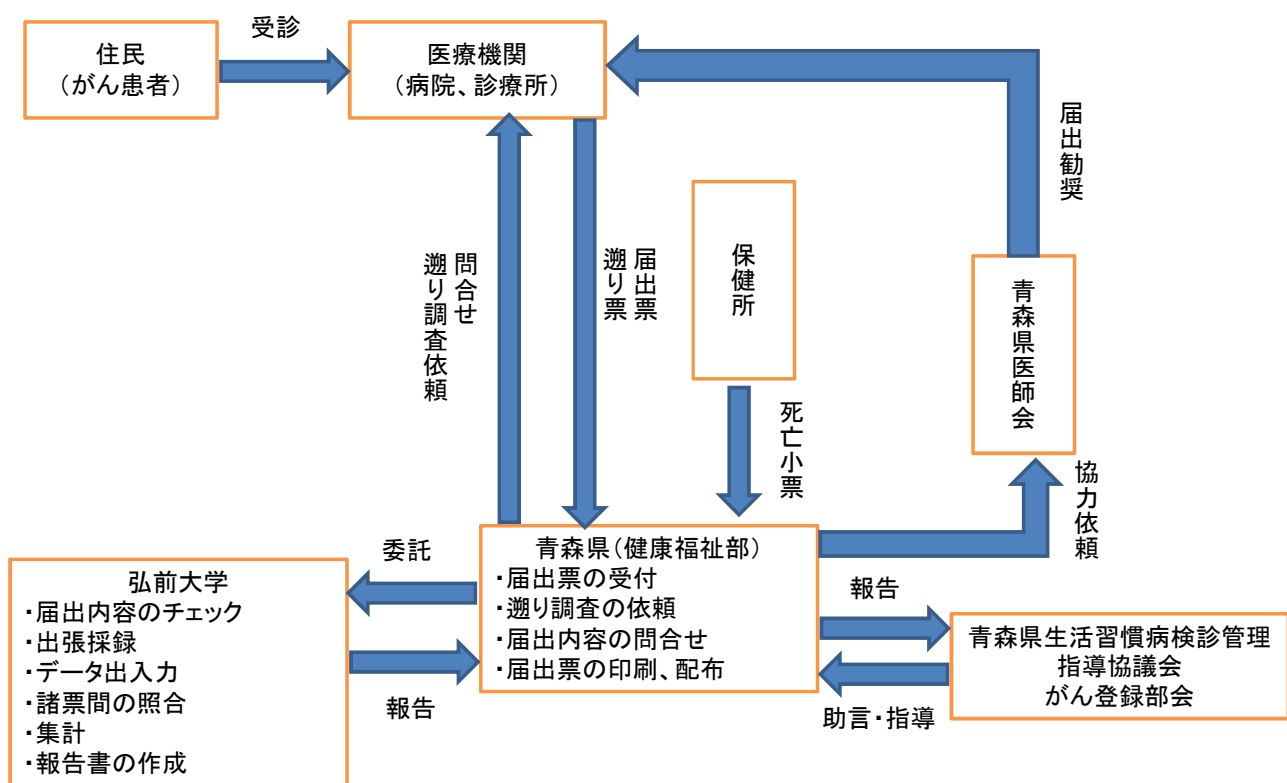 受診
住民
（がん患者）
医療機関
（病院、診療所）
届出勧奨
問合せ
遡り調査依頼
届出票
遡り票
保健所
死亡小票
青森県医師会
協力依頼
委託
弘前大学
・届出内容のチェック
・出張採録
・データ出入力
・諸票間の照合
・集計
・報告書の作成
報告
青森県（健康福祉部）
・届出票の受付
・遡り調査の依頼
・届出内容の問合せ
・届出票の印刷、配布
報告
青森県生活習慣病検診管理
指導協議会
がん登録部会
助言・指導